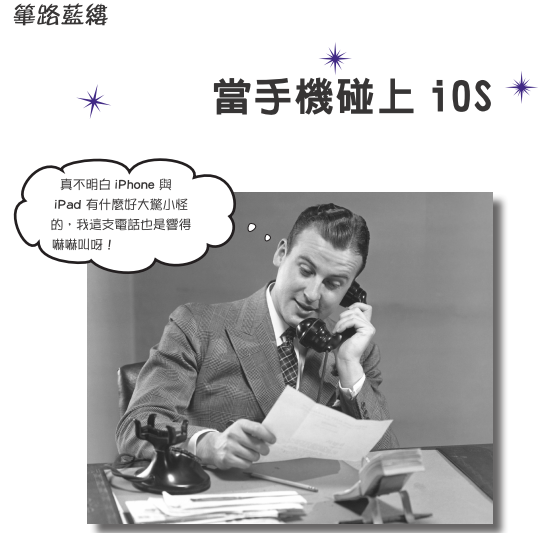 篳路藍縷
當手機碰上 iOS
真不明白 iPhone 與
iPad 有什麼好大驚小怪
的，我這支電話也是響得
嚇嚇叫呀！